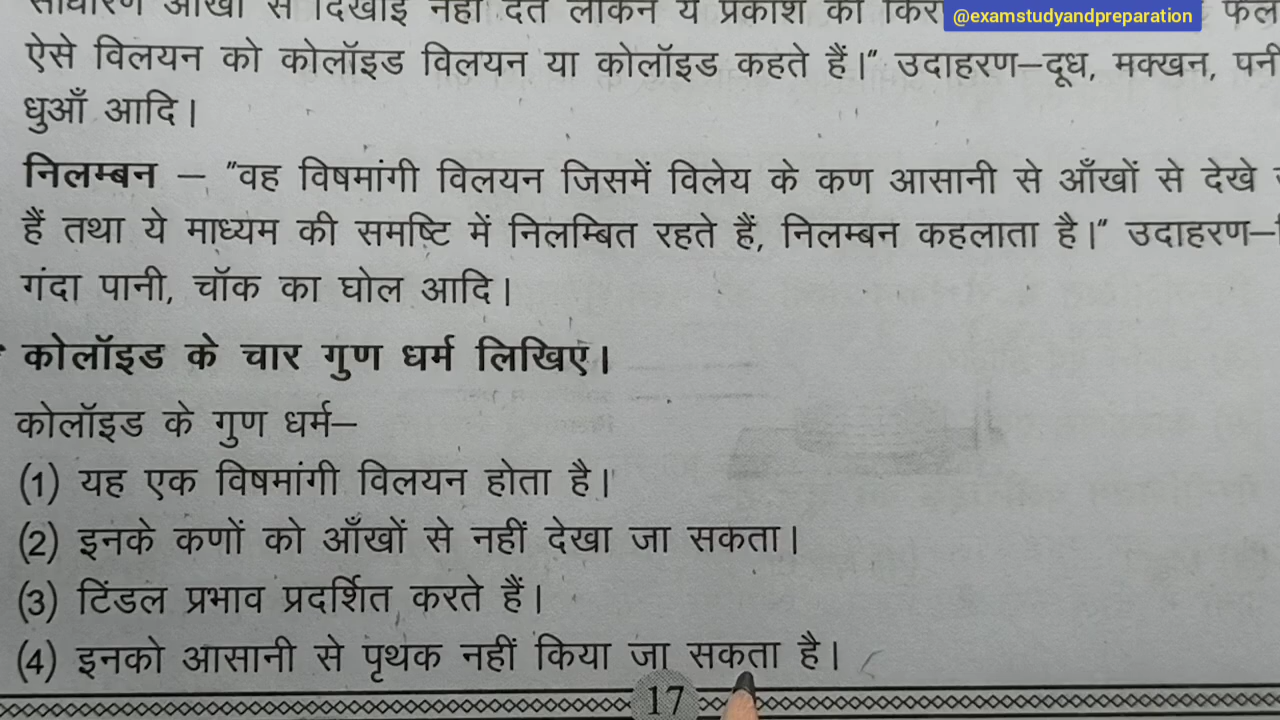 साधारण आँखों से दिखाई नहीं देते लेकिन ये प्रकाश की
@examstudyandpreparation
ऐसे विलयन को कोलॉइड विलयन या कोलॉइड कहते हैं।" उदाहरण–दूध, मक्खन,
धुआँ आदि।
निलम्बन – "वह विषमांगी विलयन जिसमें विलेय के कण आसानी से आँखों से देखे
हैं तथा ये माध्यम की समष्टि में निलम्बित रहते हैं, निलम्बन कहलाता है।" उदाहरण–
गंदा पानी, चॉक का घोल आदि।
कोलॉइड के चार गुण धर्म लिखिए।
कोलॉइड के गुण धर्म–
(1) यह एक विषमांगी विलयन होता है।
(2) इनके कणों को आँखों से नहीं देखा जा सकता।
(3) टिंडल प्रभाव प्रदर्शित करते हैं।
(4) इनको आसानी से पृथक नहीं किया जा सकता है।
17